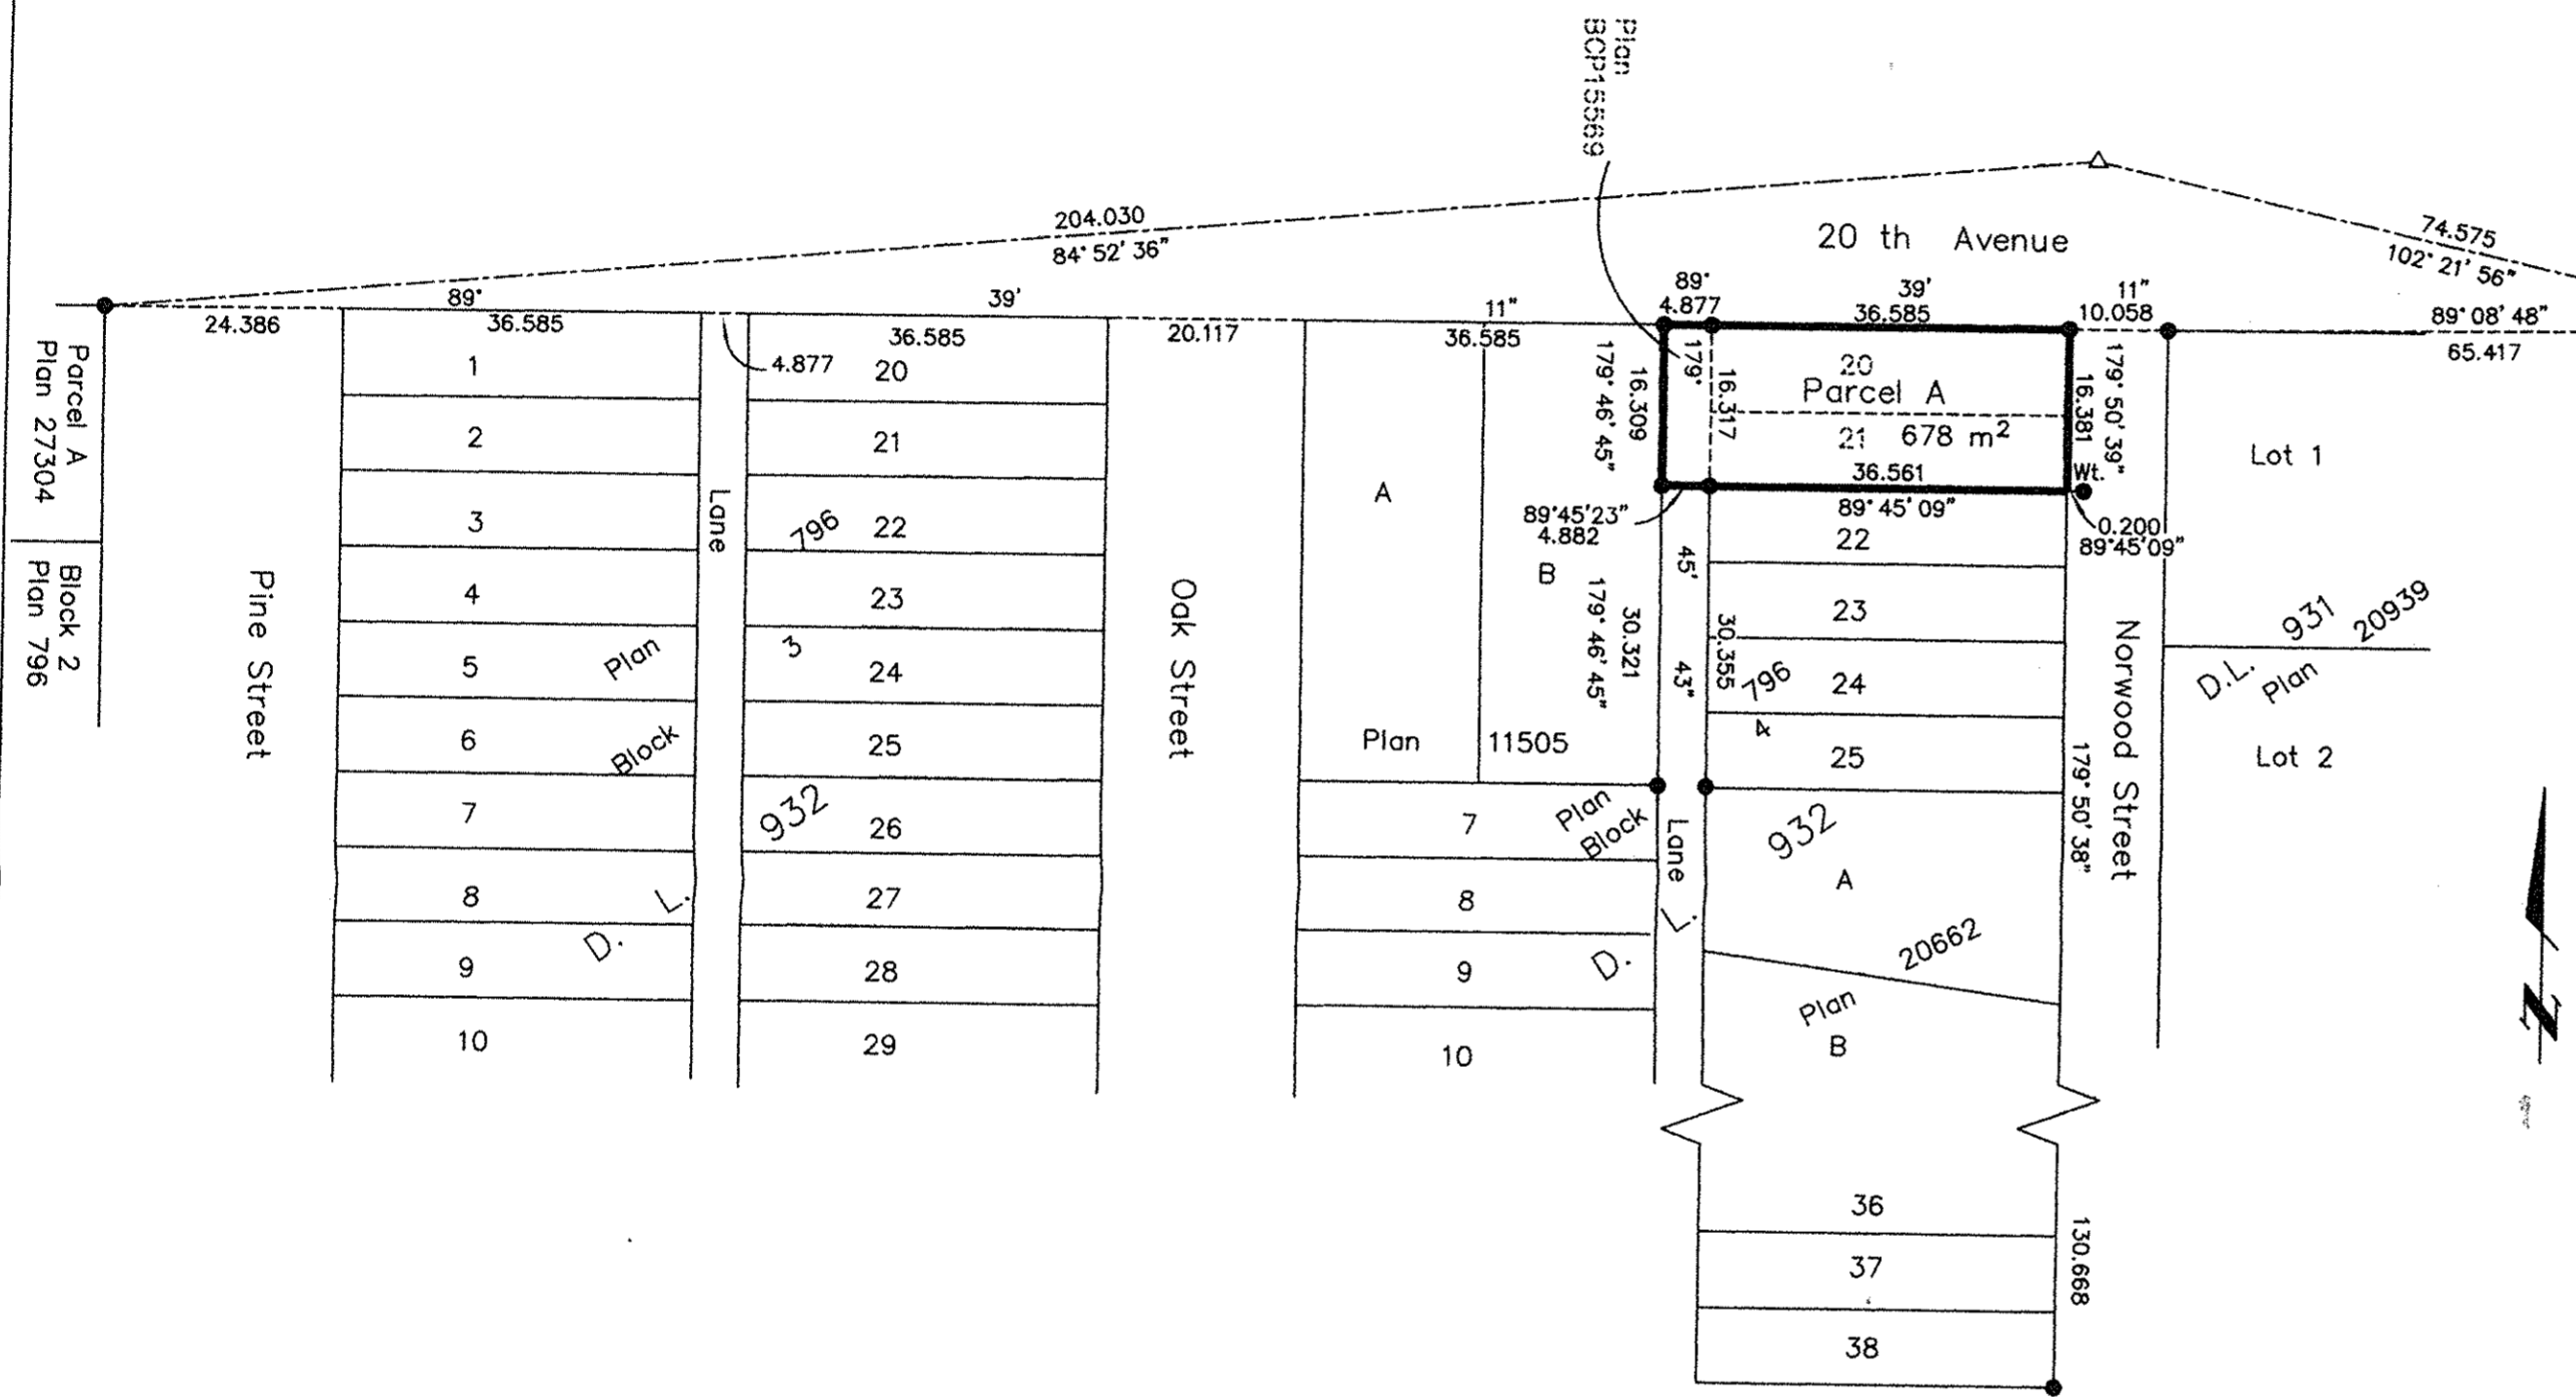 Plan
BCP15569
204.030
84° 52' 36"
20 th Avenue
74.575
102° 21' 56"
89° 39' 11"
89° 39' 11"
24.386
36.585
4.877
36.585
20.117
36.585
4.877
36.585
10.058
89° 08' 48"
65.417
Parcel A
Plan 27304
Block 2
Plan 796
Pine Street
1
2
3
4
5
6
7
8
9
10
Lane
Plan 796
Block 3
D. L. 932
20
21
22
23
24
25
26
27
28
29
Oak Street
A
B
Plan 11505
7
8
9
10
179° 46' 45"
16.309
179° 45' 43"
16.317
20
Parcel A
21 678 m²
36.561
89° 45' 09"
16.381
179° 50' 39"
Wt.
0.200
89°45'09"
89°45'23"
4.882
179° 46' 45"
30.321
30.355
Lane
22
23
24
25
Plan 796
Block 4
D. L. 932
A
Plan 20662
B
36
37
38
Norwood Street
179° 50' 38"
130.668
Lot 1
D.L. 931
Plan 20939
Lot 2
N